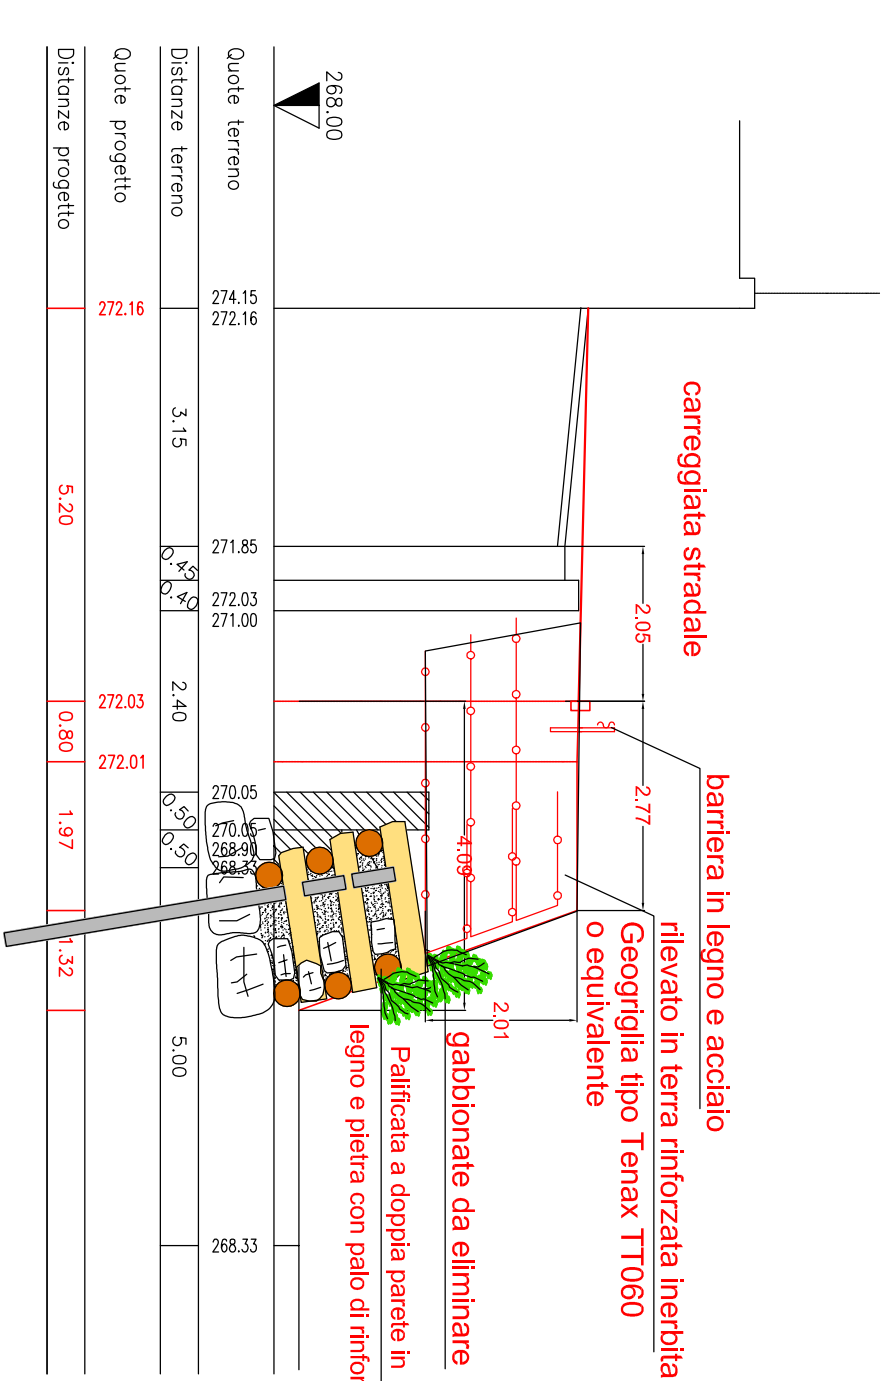 268.00
carreggiata stradale
barriera in legno e acciaio
rilevato in terra rinforzata inerbita
Geogriglia tipo Tenax TT060
o equivalente
gabbionate da eliminare
Palificata a doppia parete in
legno e pietra con palo di rinfor
2.05
2.77
4.09
2.01
Quote terreno
274.15
272.16
271.85
272.03
271.00
270.05
270.05
268.90
268.33
268.33
Distanze terreno
3.15
0.45
0.40
2.40
0.50
0.50
5.00
Quote progetto
272.16
272.03
272.01
Distanze progetto
5.20
0.80
1.97
1.32